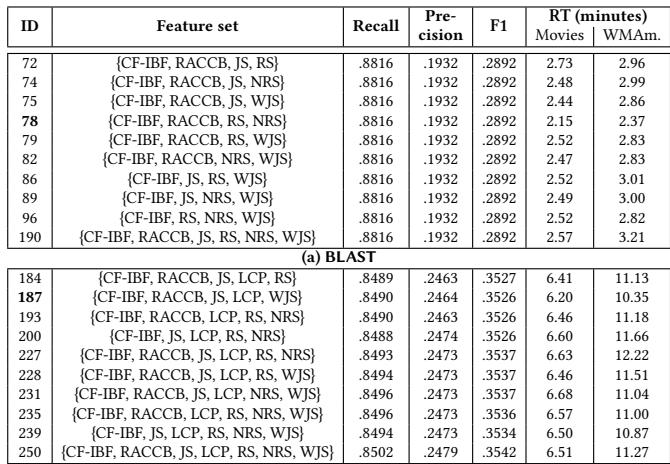 ID Feature set Recall Pre-cision F1 RT (minutes)
Movies WMAm.
72 {CF-IBF, RACCB, JS, RS} .8816 .1932 .2892 2.73 2.96
74 {CF-IBF, RACCB, JS, NRS} .8816 .1932 .2892 2.48 2.99
75 {CF-IBF, RACCB, JS, WJS} .8816 .1932 .2892 2.44 2.86
78 {CF-IBF, RACCB, RS, NRS} .8816 .1932 .2892 2.15 2.37
79 {CF-IBF, RACCB, RS, WJS} .8816 .1932 .2892 2.52 2.83
82 {CF-IBF, RACCB, NRS, WJS} .8816 .1932 .2892 2.47 2.83
86 {CF-IBF, JS, RS, WJS} .8816 .1932 .2892 2.52 3.01
89 {CF-IBF, JS, NRS, WJS} .8816 .1932 .2892 2.49 3.00
96 {CF-IBF, RS, NRS, WJS} .8816 .1932 .2892 2.52 2.82
190 {CF-IBF, RACCB, JS, RS, NRS, WJS} .8816 .1932 .2892 2.57 3.21
(a) BLAST
184 {CF-IBF, RACCB, JS, LCP, RS} .8489 .2463 .3527 6.41 11.13
187 {CF-IBF, RACCB, JS, LCP, WJS} .8490 .2464 .3526 6.20 10.35
193 {CF-IBF, RACCB, LCP, RS, NRS} .8490 .2463 .3526 6.46 11.18
200 {CF-IBF, JS, LCP, RS, NRS} .8488 .2474 .3526 6.60 11.66
227 {CF-IBF, RACCB, JS, LCP, RS, NRS} .8493 .2473 .3537 6.63 12.22
228 {CF-IBF, RACCB, JS, LCP, RS, WJS} .8494 .2473 .3537 6.46 11.51
231 {CF-IBF, RACCB, JS, LCP, NRS, WJS} .8496 .2473 .3537 6.68 11.04
235 {CF-IBF, RACCB, LCP, RS, NRS, WJS} .8496 .2473 .3536 6.57 11.00
239 {CF-IBF, JS, LCP, RS, NRS, WJS} .8494 .2473 .3534 6.50 10.87
250 {CF-IBF, RACCB, JS, LCP, RS, NRS, WJS} .8502 .2479 .3542 6.51 11.27